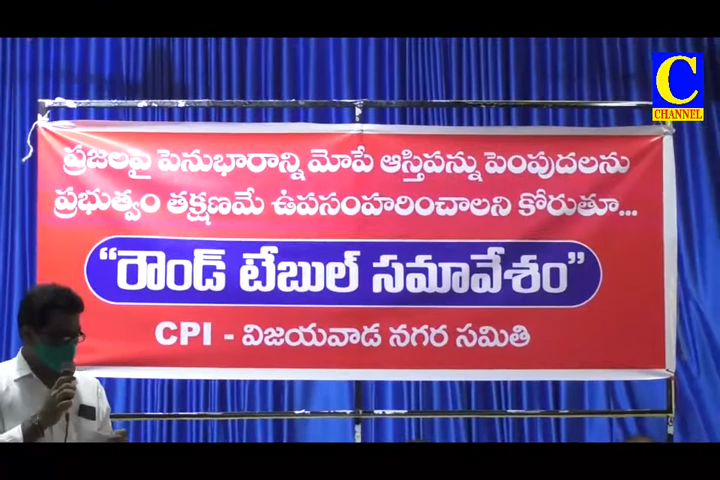 C
CHANNEL
ప్రజలపై పెనుభారాన్ని మోపే ఆస్తిపన్ను పెంపుదలను
ప్రభుత్వం తక్షణమే ఉపసంహరించాలని కోరుతూ...
“రౌండ్ టేబుల్ సమావేశం”
CPI - విజయవాడ నగర సమితి